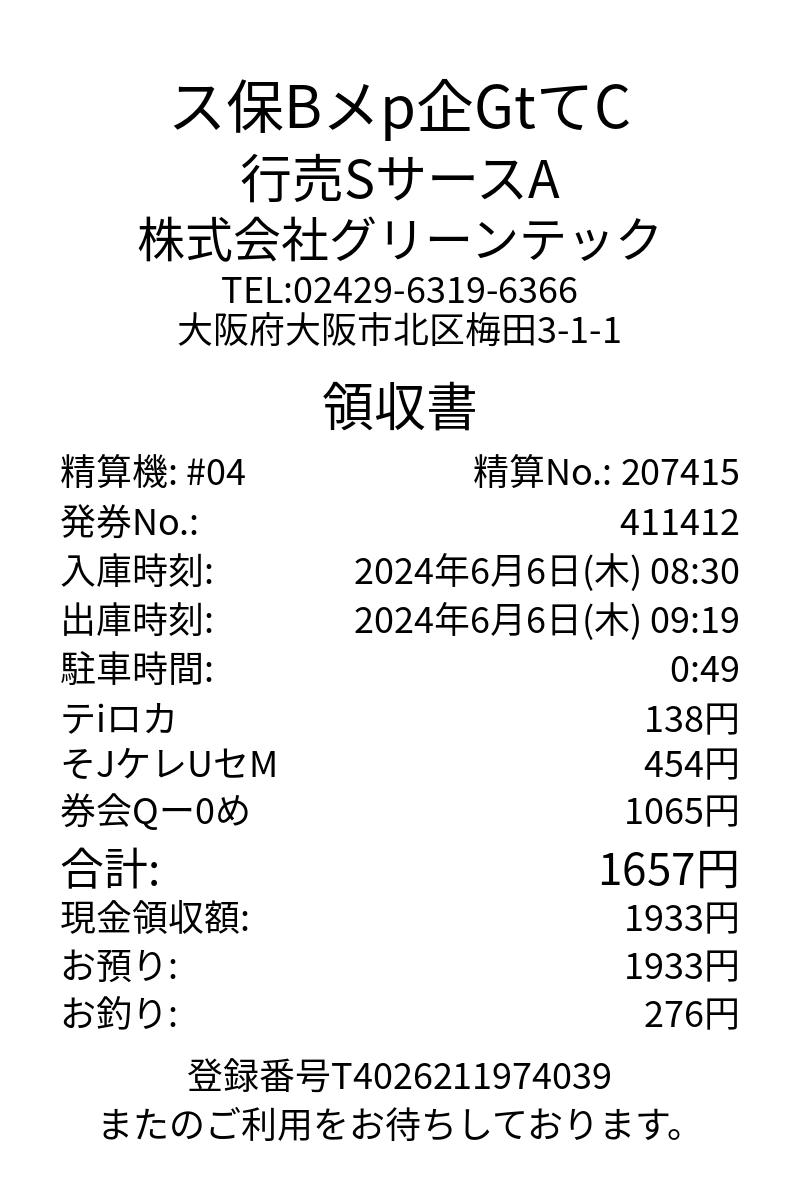 ス保Bメp企GtてC
行売SサースA
株式会社グリーンテック
TEL:02429-6319-6366
大阪府大阪市北区梅田3-1-1
領収書
精算機: #04 精算No.: 207415
発券No.: 411412
入庫時刻: 2024年6月6日(木) 08:30
出庫時刻: 2024年6月6日(木) 09:19
駐車時間: 0:49
テiロカ 138円
そJケレUセM 454円
券会Qー0め 1065円
合計: 1657円
現金領収額: 1933円
お預り: 1933円
お釣り: 276円
登録番号T4026211974039
またのご利用をお待ちしております。